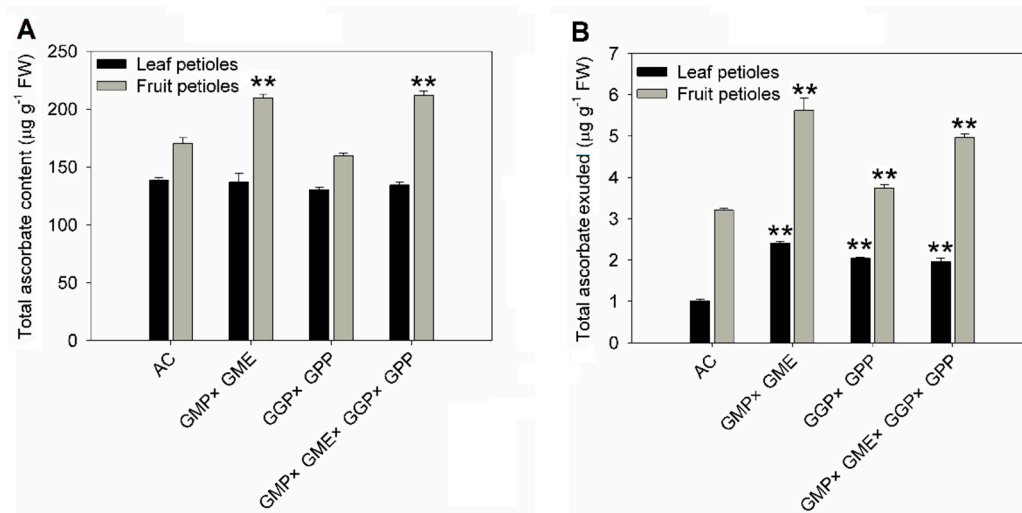 A
Total ascorbate content (µg g⁻¹ FW)
250
200
150
100
50
0
Leaf petioles
Fruit petioles
**
**
AC
GMP× GME
GGP× GPP
GMP× GME× GGP× GPP
B
Total ascorbate exuded (µg g⁻¹ FW)
7
6
5
4
3
2
1
0
Leaf petioles
Fruit petioles
**
**
**
**
**
**
AC
GMP× GME
GGP× GPP
GMP× GME× GGP× GPP